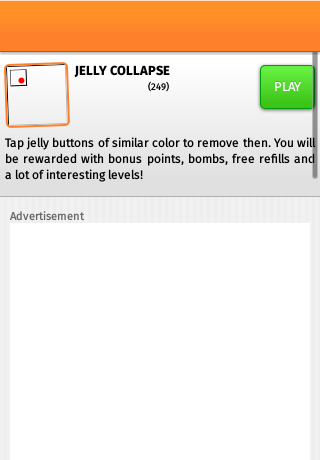 JELLY COLLAPSE
(249)
PLAY
Tap jelly buttons of similar color to remove then. You will
be rewarded with bonus points, bombs, free refills and
a lot of interesting levels!
Advertisement